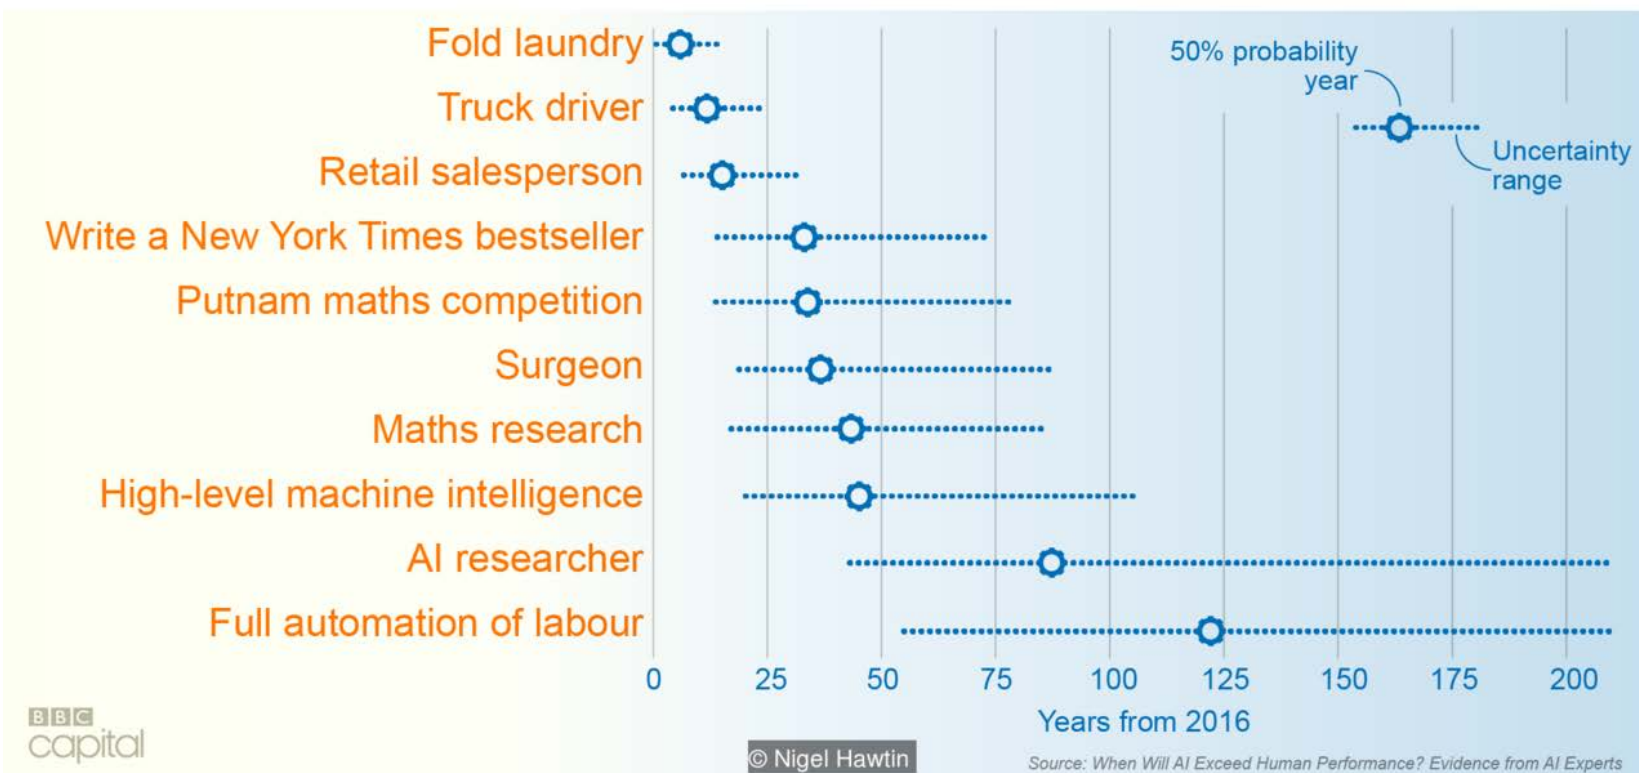 Fold laundry
Truck driver
Retail salesperson
Write a New York Times bestseller
Putnam maths competition
Surgeon
Maths research
High-level machine intelligence
AI researcher
Full automation of labour
50% probability
year
Uncertainty
range
0 25 50 75 100 125 150 175 200
Years from 2016
BBC
capital
© Nigel Hawtin
Source: When Will AI Exceed Human Performance? Evidence from AI Experts